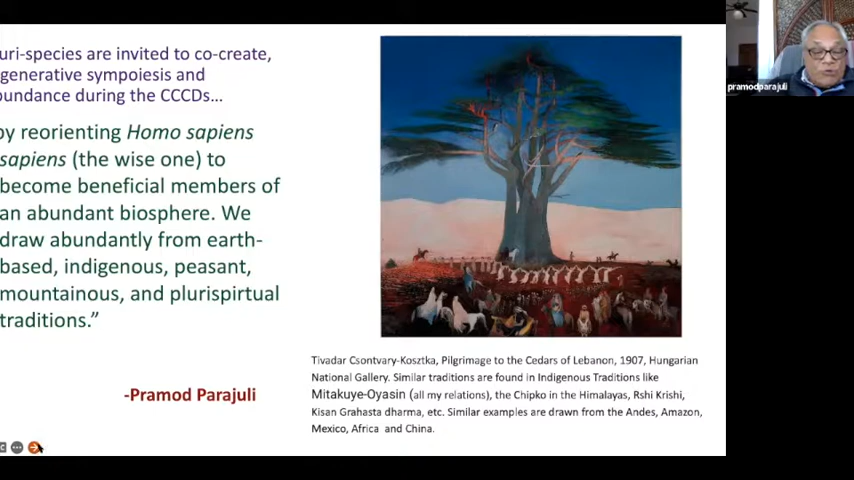 uri-species are invited to co-create,
generative sympoiesis and
bundance during the CCCDs…
by reorienting Homo sapiens
sapiens (the wise one) to
become beneficial members of
an abundant biosphere. We
draw abundantly from earth-
based, indigenous, peasant,
mountainous, and plurispirtual
traditions.”
-Pramod Parajuli
Tivadar Csontvary-Kosztka, Pilgrimage to the Cedars of Lebanon, 1907, Hungarian
National Gallery. Similar traditions are found in Indigenous Traditions like
Mitakuye-Oyasin (all my relations), the Chipko in the Himalayas, Rshi Krishi,
Kisan Grahasta dharma, etc. Similar examples are drawn from the Andes, Amazon,
Mexico, Africa and China.
pramodparajuli